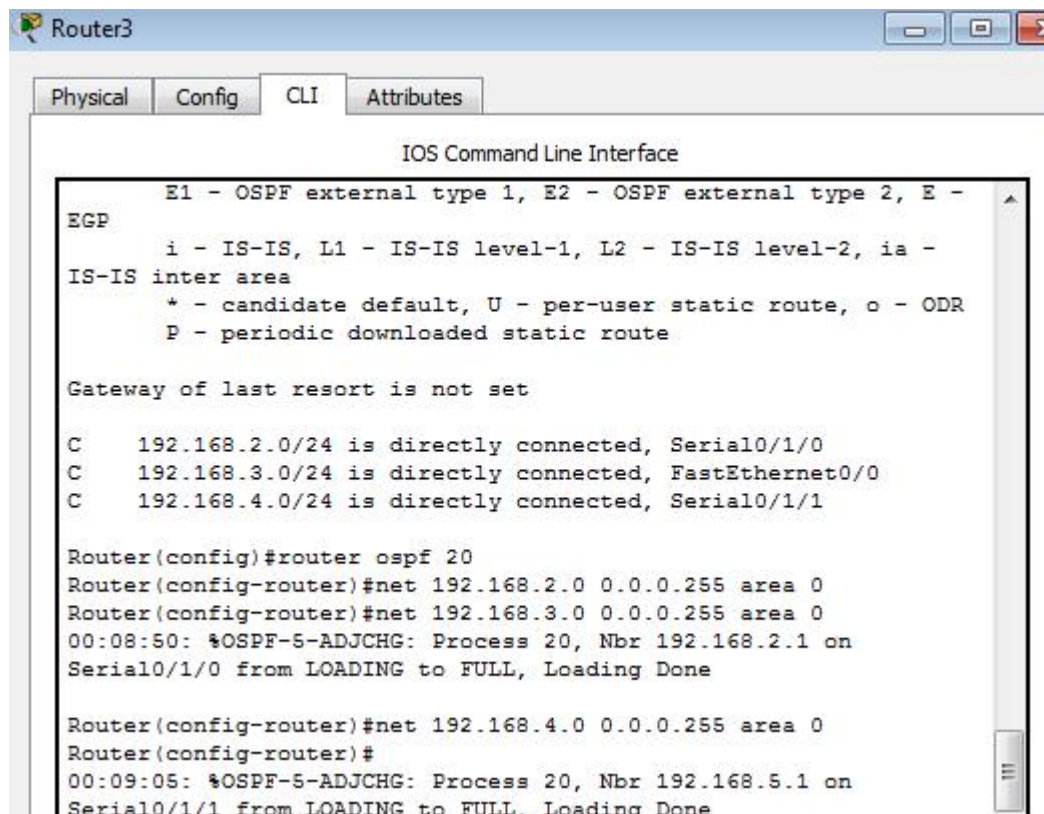 Router3
Physical Config CLI Attributes
IOS Command Line Interface
E1 - OSPF external type 1, E2 - OSPF external type 2, E -
EGP
i - IS-IS, L1 - IS-IS level-1, L2 - IS-IS level-2, ia -
IS-IS inter area
* - candidate default, U - per-user static route, o - ODR
P - periodic downloaded static route
Gateway of last resort is not set
C 192.168.2.0/24 is directly connected, Serial0/1/0
C 192.168.3.0/24 is directly connected, FastEthernet0/0
C 192.168.4.0/24 is directly connected, Serial0/1/1
Router(config)#router ospf 20
Router(config-router)#net 192.168.2.0 0.0.0.255 area 0
Router(config-router)#net 192.168.3.0 0.0.0.255 area 0
00:08:50: %OSPF-5-ADJCHG: Process 20, Nbr 192.168.2.1 on
Serial0/1/0 from LOADING to FULL, Loading Done
Router(config-router)#net 192.168.4.0 0.0.0.255 area 0
Router(config-router)#
00:09:05: %OSPF-5-ADJCHG: Process 20, Nbr 192.168.5.1 on
Serial0/1/1 from LOADING to FULL, Loading Done